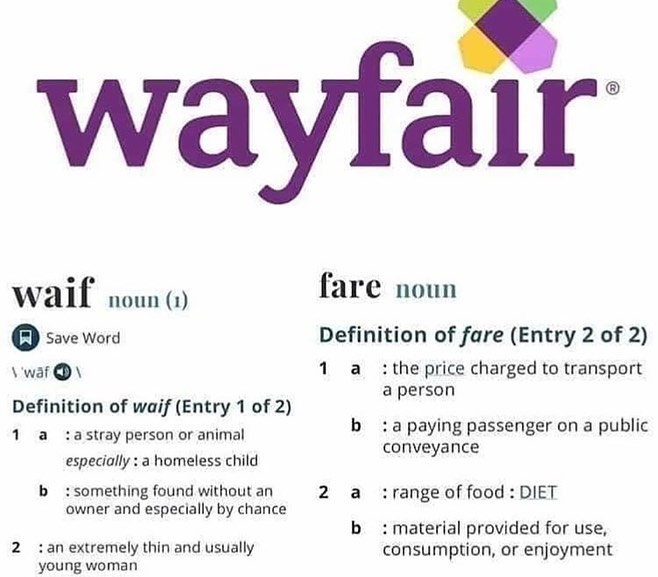 wayfair®
waif noun (1)
Save Word
\ ˈwāf \
Definition of waif (Entry 1 of 2)
1 a : a stray person or animal
especially : a homeless child
b : something found without an
owner and especially by chance
2 : an extremely thin and usually
young woman
fare noun
Definition of fare (Entry 2 of 2)
1 a : the price charged to transport
a person
b : a paying passenger on a public
conveyance
2 a : range of food : DIET
b : material provided for use,
consumption, or enjoyment